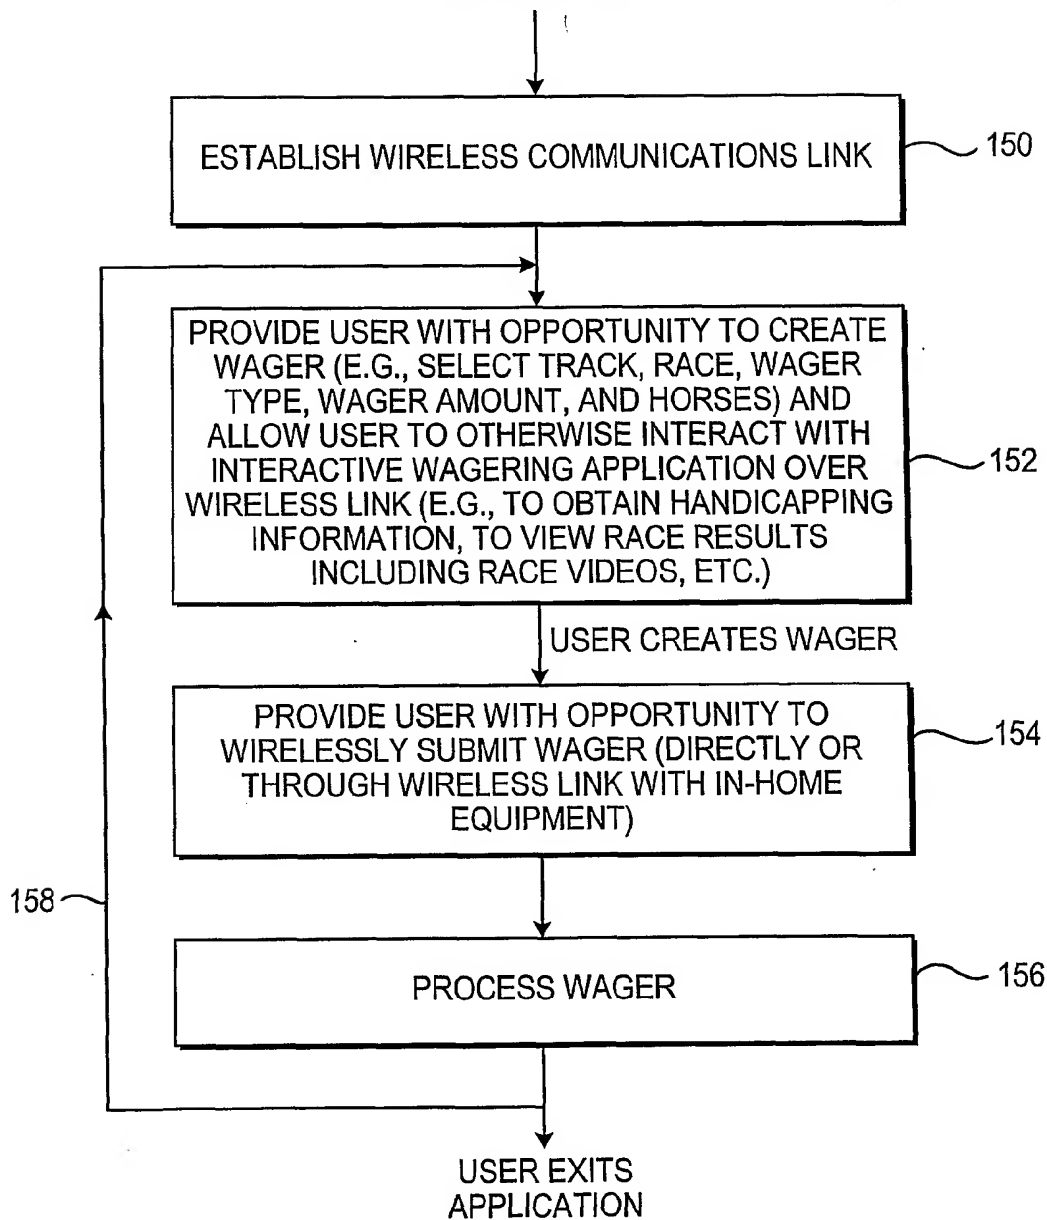 ESTABLISH WIRELESS COMMUNICATIONS LINK
150
PROVIDE USER WITH OPPORTUNITY TO CREATE
WAGER (E.G., SELECT TRACK, RACE, WAGER
TYPE, WAGER AMOUNT, AND HORSES) AND
ALLOW USER TO OTHERWISE INTERACT WITH
INTERACTIVE WAGERING APPLICATION OVER
WIRELESS LINK (E.G., TO OBTAIN HANDICAPPING
INFORMATION, TO VIEW RACE RESULTS
INCLUDING RACE VIDEOS, ETC.)
152
USER CREATES WAGER
PROVIDE USER WITH OPPORTUNITY TO
WIRELESSLY SUBMIT WAGER (DIRECTLY OR
THROUGH WIRELESS LINK WITH IN-HOME
EQUIPMENT)
154
158
PROCESS WAGER
156
USER EXITS
APPLICATION